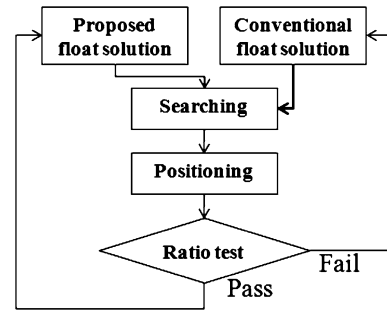 Proposed
float solution
Conventional
float solution
Searching
Positioning
Ratio test
Fail
Pass